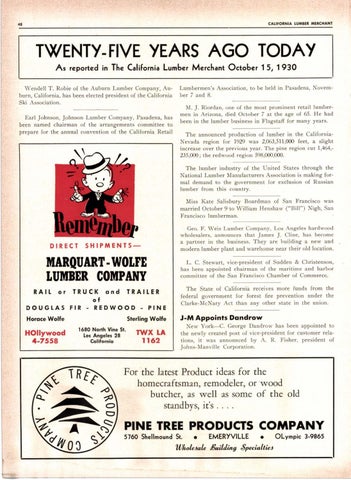 48
CALIFORNIA LUMBER MERCHANT
TWENTY-FIVE YEARS AGO TODAY
As reported in The California Lumber Merchant October 15, 1930
Wendell T. Robie of the Auburn Lumber Company, Au-
burn, California, has been elected president of the California
Ski Association.
Earl Johnson, Johnson Lumber Company, Pasadena, has
been named chairman of the arrangements committee to
prepare for the annual convention of the California Retail
Lumbermen's Association, to be held in Pasadena, Novem-
ber 7 and 8.
M. J. Riordan, one of the most prominent retail lumber-
men in Arizona, died October 7 at the age of 65. He had
been in the lumber business in Flagstaff for many years.
The announced production of lumber in the California-
Nevada region for 1929 was 2,063,511,000 feet, a slight
increase over the previous year. The pine region cut 1,464,-
235,000; the redwood region 398,000,000.
The lumber industry of the United States through the
National Lumber Manufacturers Association is making for-
mal demand to the government for exclusion of Russian
lumber from this country.
Miss Kate Salisbury Boardman of San Francisco was
married October 9 to William Henshaw ("Bill") Nigh, San
Francisco lumberman.
Geo. F. Weis Lumber Company, Los Angeles hardwood
wholesalers, announces that James J. Cline, has become
a partner in the business. They are building a new and
modern lumber plant and warehouse near their old location.
L. C. Stewart, vice-president of Sudden & Christenson,
has been appointed chairman of the maritime and harbor
committee of the San Francisco Chamber of Commerce.
The State of California receives more funds from the
federal government for forest fire prevention under the
Clarke-McNary Act than any other state in the union.
J-M Appoints Dandrow
New York—C. George Dandrow has been appointed to
the newly created post of vice-president for customer rela-
tions, it was announced by A. R. Fisher, president of
Johns-Manville Corporation.
Remember
DIRECT SHIPMENTS—
MARQUART-WOLFE
LUMBER COMPANY
RAIL or TRUCK and TRAILER
of
DOUGLAS FIR - REDWOOD - PINE
Horace Wolfe
Sterling Wolfe
HOllywood
4-7558
1680 North Vine St.
Los Angeles 28
California
TWX LA
1162
PINE TREE PRODUCTS COMPANY
For the latest Product ideas for the
homecraftsman, remodeler, or wood
butcher, as well as some of the old
standbys, it's . . . .
PINE TREE PRODUCTS COMPANY
5760 Shellmound St. • EMERYVILLE • OLympic 3-9865
Wholesale Building Specialties